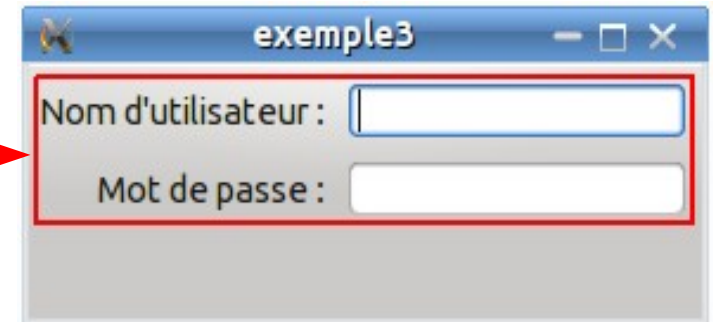 exemple3
Nom d'utilisateur :
Mot de passe :